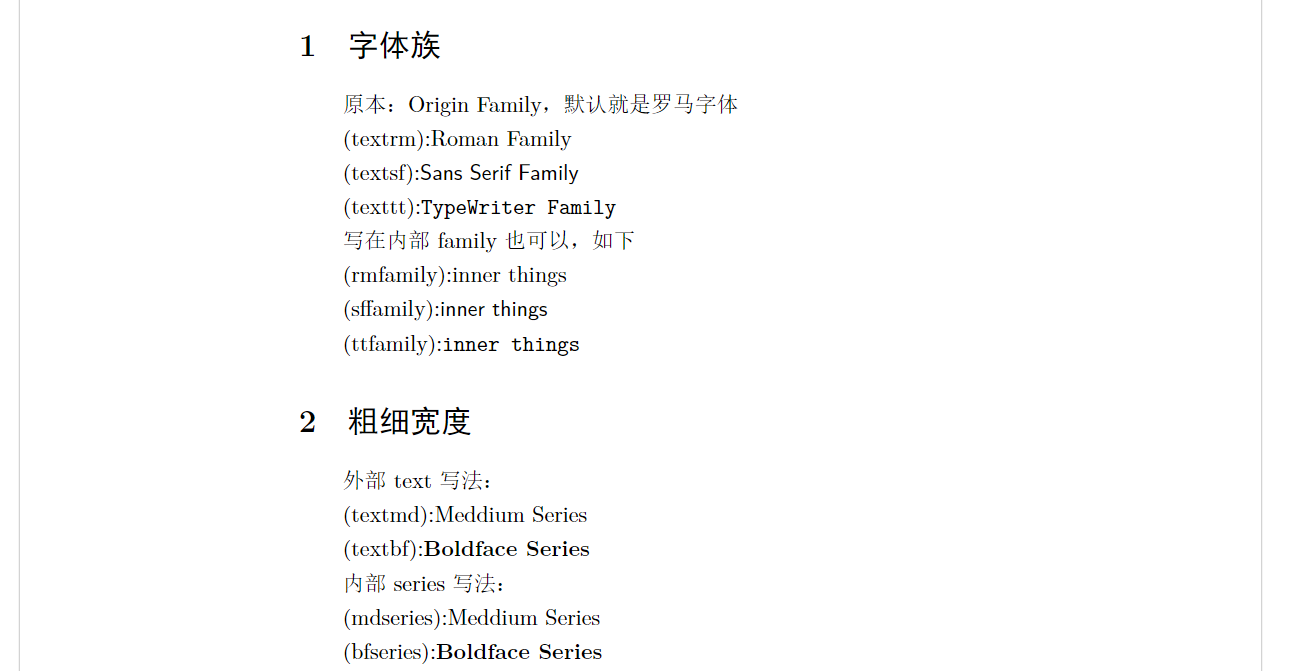 1 字体族
原本：Origin Family，默认就是罗马字体
(textrm):Roman Family
(textsf):Sans Serif Family
(texttt):TypeWriter Family
写在内部 family 也可以，如下
(rmfamily):inner things
(sffamily):inner things
(ttfamily):inner things
2 粗细宽度
外部 text 写法：
(textmd):Meddium Series
(textbf):Boldface Series
内部 series 写法：
(mdseries):Meddium Series
(bfseries):Boldface Series